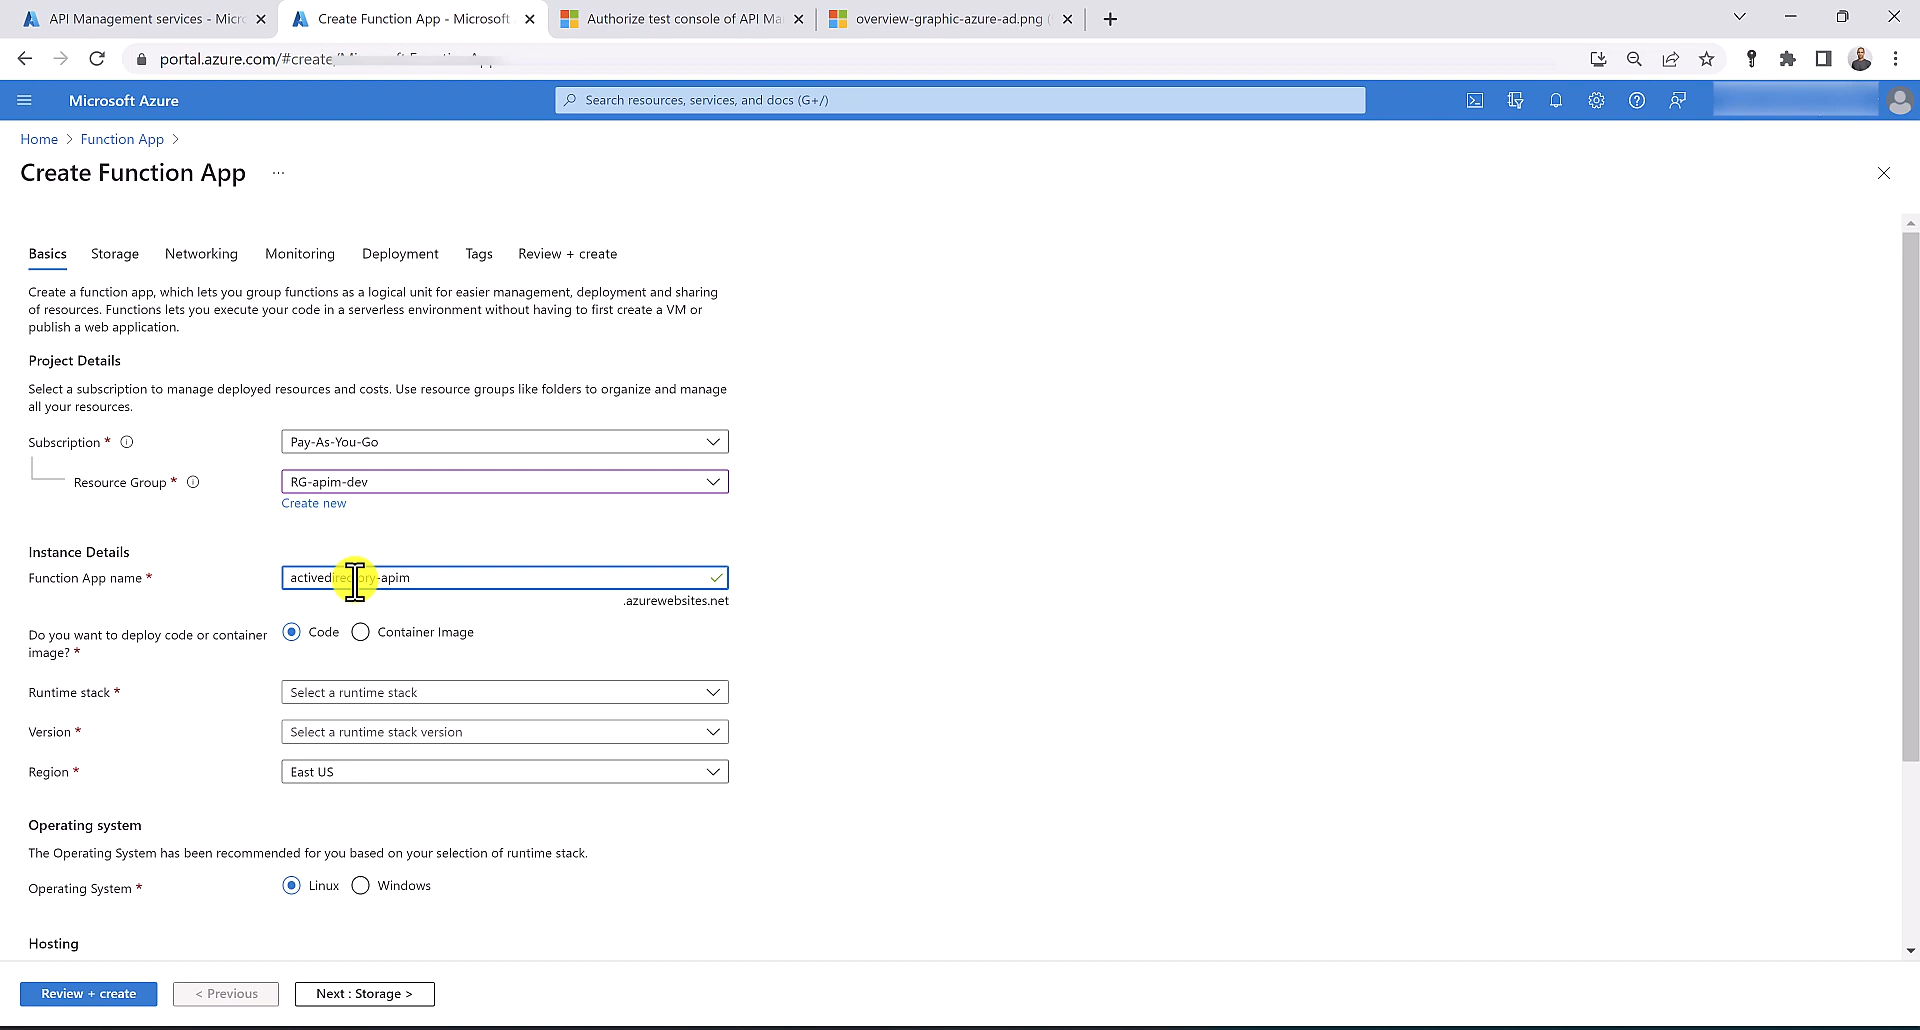 API Management services - Micro
Create Function App - Microsoft
Authorize test console of API Ma
overview-graphic-azure-ad.png (
portal.azure.com/#create/
Microsoft Azure
Search resources, services, and docs (G+/)
Home > Function App >
Create Function App ...
Basics Storage Networking Monitoring Deployment Tags Review + create
Create a function app, which lets you group functions as a logical unit for easier management, deployment and sharing
of resources. Functions lets you execute your code in a serverless environment without having to first create a VM or
publish a web application.
Project Details
Select a subscription to manage deployed resources and costs. Use resource groups like folders to organize and manage
all your resources.
Subscription * Pay-As-You-Go
Resource Group * RG-apim-dev
Create new
Instance Details
Function App name * activedirectory-apim
.azurewebsites.net
Do you want to deploy code or container
image? *
Code Container Image
Runtime stack * Select a runtime stack
Version * Select a runtime stack version
Region * East US
Operating system
The Operating System has been recommended for you based on your selection of runtime stack.
Operating System * Linux Windows
Hosting
Review + create < Previous Next : Storage >